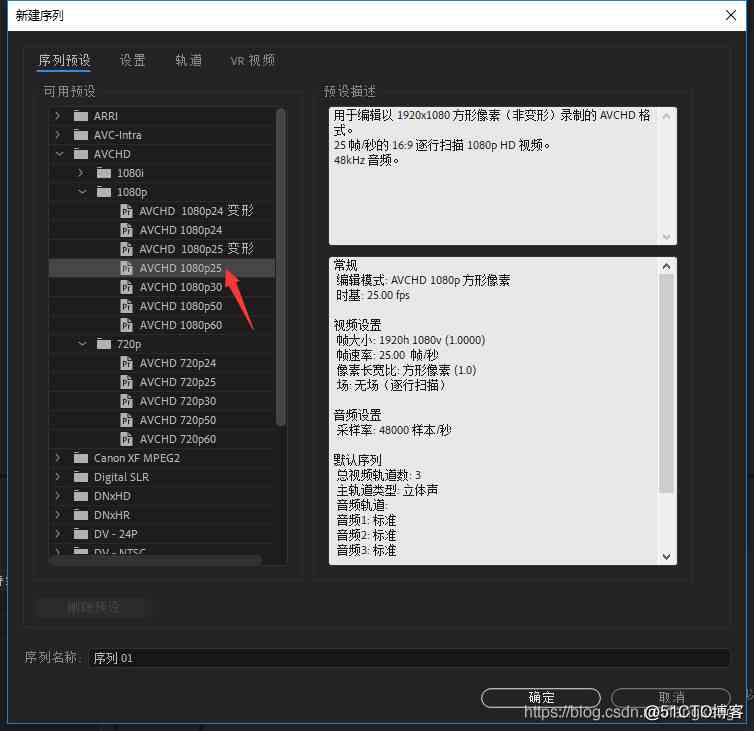 新建序列
序列预设
设置
轨道
VR 视频
可用预设
ARRI
AVC-Intra
AVCHD
1080i
1080p
AVCHD 1080p24 变形
AVCHD 1080p24
AVCHD 1080p25 变形
AVCHD 1080p25
AVCHD 1080p30
AVCHD 1080p50
AVCHD 1080p60
720p
AVCHD 720p24
AVCHD 720p25
AVCHD 720p30
AVCHD 720p50
AVCHD 720p60
Canon XF MPEG2
Digital SLR
DNxHD
DNxHR
DV - 24P
DV - NTSC
删除预设
预设描述
用于编辑以 1920x1080 方形像素（非变形）录制的 AVCHD 格
式。
25 帧/秒的 16:9 逐行扫描 1080p HD 视频。
48kHz 音频。
常规
编辑模式: AVCHD 1080p 方形像素
时基: 25.00 fps
视频设置
帧大小: 1920h 1080v (1.0000)
帧速率: 25.00 帧/秒
像素长宽比: 方形像素 (1.0)
场: 无场（逐行扫描）
音频设置
采样率: 48000 样本/秒
默认序列
总视频轨道数: 3
主轨道类型: 立体声
音频轨道:
音频1: 标准
音频2: 标准
音频3: 标准
序列名称:
序列 01
确定
取消
https://blog.csdn.n
@51CTO博客